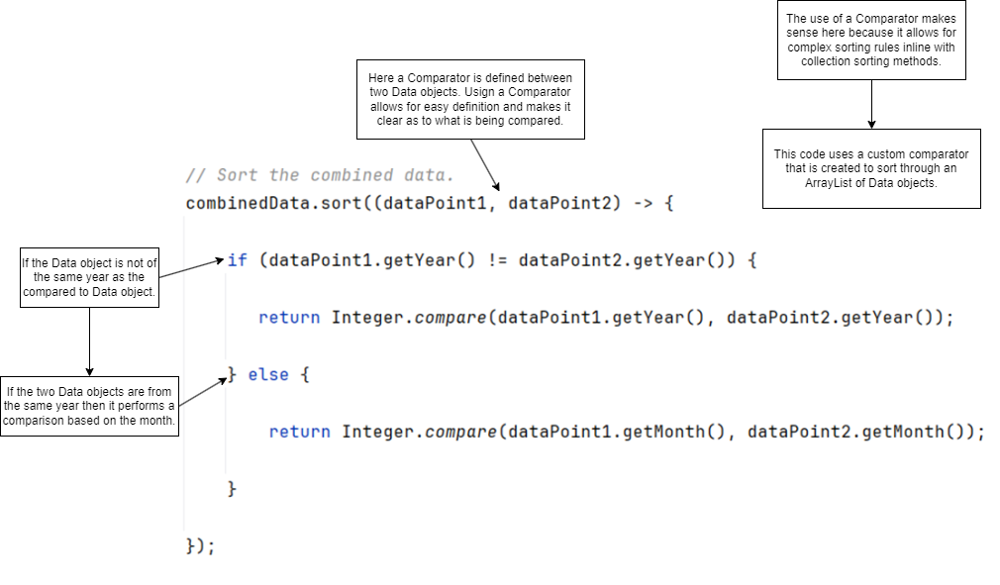 The use of a Comparator makes
sense here because it allows for
complex sorting rules inline with
collection sorting methods.
Here a Comparator is defined between
two Data objects. Usign a Comparator
allows for easy definition and makes it
clear as to what is being compared.
This code uses a custom comparator
that is created to sort through an
ArrayList of Data objects.
// Sort the combined data.
combinedData.sort((dataPoint1, dataPoint2) -> {
If the Data object is not of
the same year as the
compared to Data object.
if (dataPoint1.getYear() != dataPoint2.getYear()) {
return Integer.compare(dataPoint1.getYear(), dataPoint2.getYear());
If the two Data objects are from
the same year then it performs a
comparison based on the month.
} else {
return Integer.compare(dataPoint1.getMonth(), dataPoint2.getMonth());
}
});